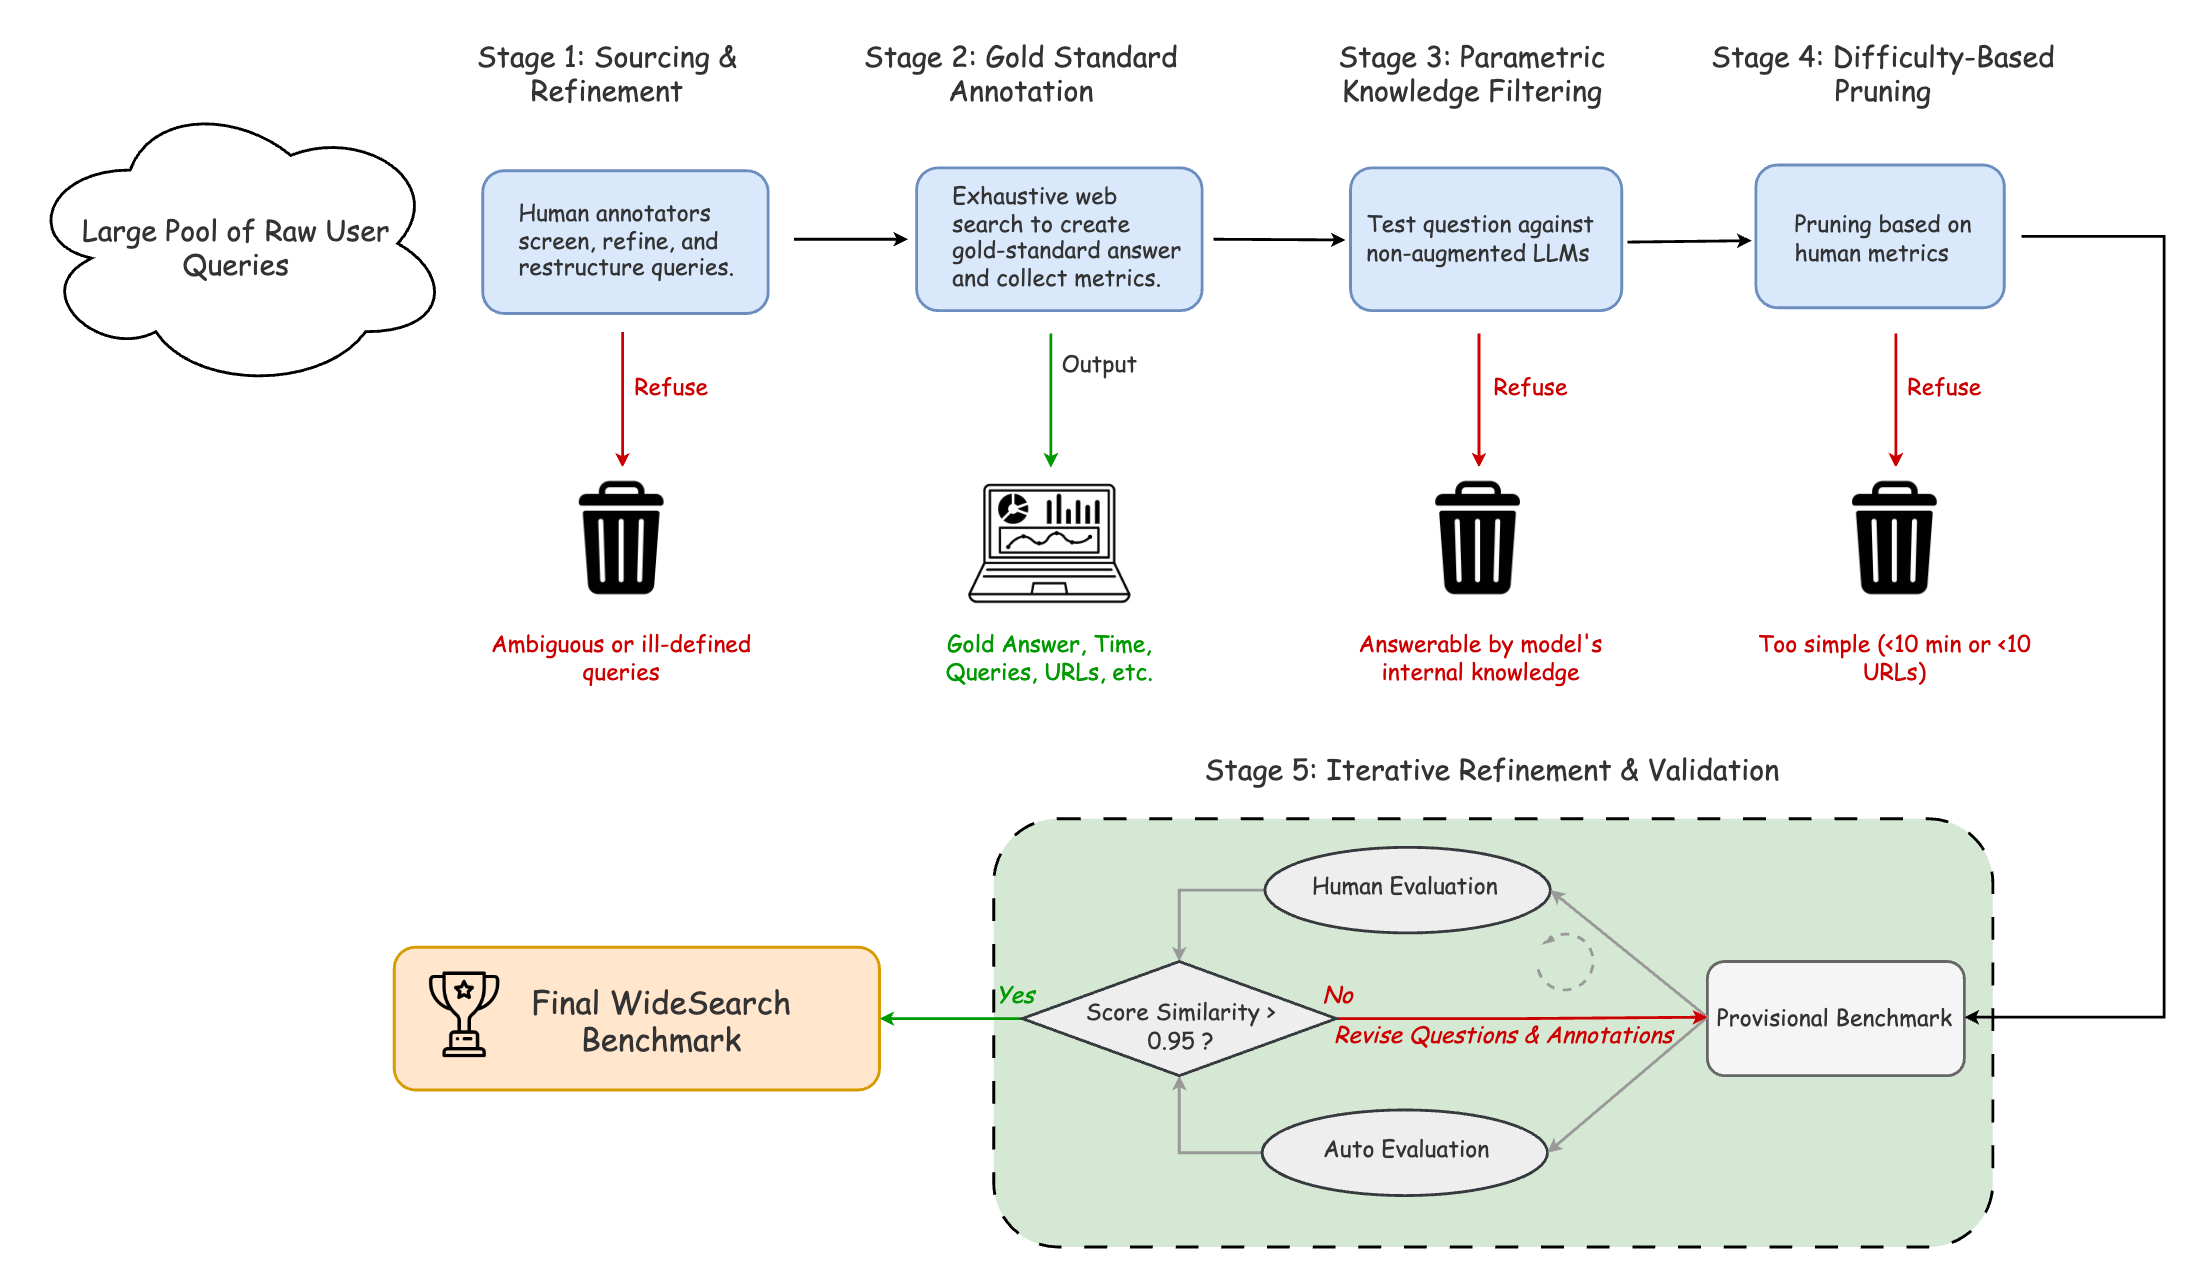 Stage 1: Sourcing &
Refinement
Stage 2: Gold Standard
Annotation
Stage 3: Parametric
Knowledge Filtering
Stage 4: Difficulty-Based
Pruning
Large Pool of Raw User
Queries
Human annotators
screen, refine, and
restructure queries.
Exhaustive web
search to create
gold-standard answer
and collect metrics.
Test question against
non-augmented LLMs
Pruning based on
human metrics
Refuse
Output
Refuse
Refuse
Ambiguous or ill-defined
queries
Gold Answer, Time,
Queries, URLs, etc.
Answerable by model's
internal knowledge
Too simple (<10 min or <10
URLs)
Stage 5: Iterative Refinement & Validation
Human Evaluation
Final WideSearch
Benchmark
Yes
Score Similarity >
0.95 ?
No
Revise Questions & Annotations
Provisional Benchmark
Auto Evaluation